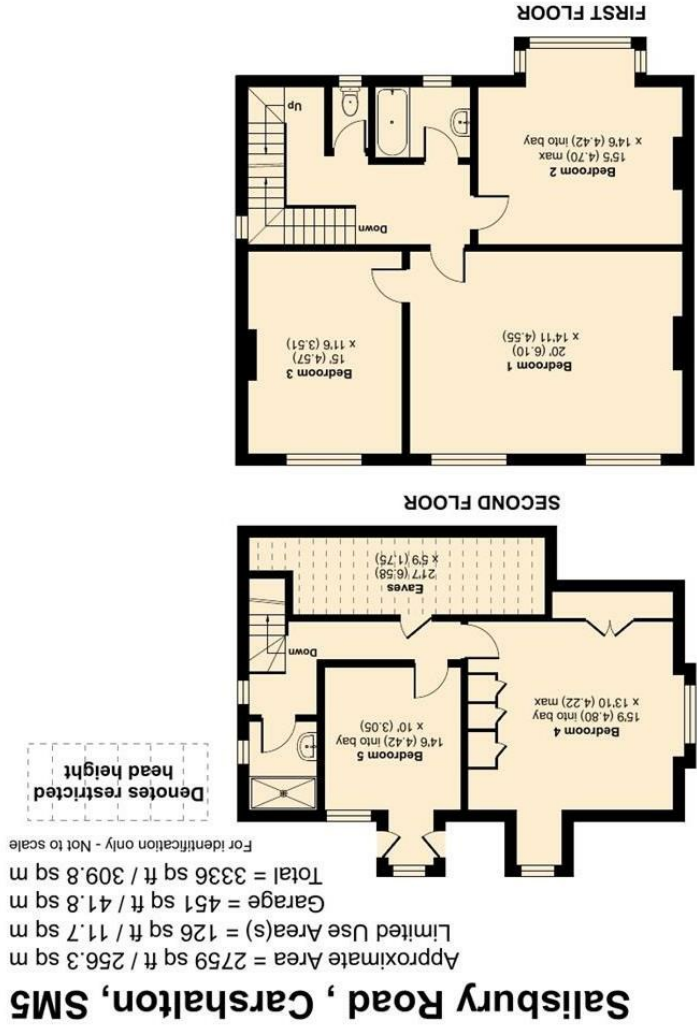 Salisbury Road , Carshalton, SM5
Approximate Area = 2759 sq ft / 256.3 sq m
Limited Use Area(s) = 126 sq ft / 11.7 sq m
Garage = 451 sq ft / 41.8 sq m
Total = 3336 sq ft / 309.8 sq m
For identification only - Not to scale
Denotes restricted
head height
Bedroom 5
14'6 (4.42) into bay
x 10' (3.05)
Bedroom 4
15'9 (4.80) into bay
x 13'10 (4.22) max
Down
Eaves
21'7 (6.58)
x 5'9 (1.75)
SECOND FLOOR
Bedroom 1
20' (6.10)
x 14'11 (4.55)
Bedroom 3
15' (4.57)
x 11'6 (3.51)
Down
Bedroom 2
15'5 (4.70) max
x 14'6 (4.42) into bay
Up
FIRST FLOOR